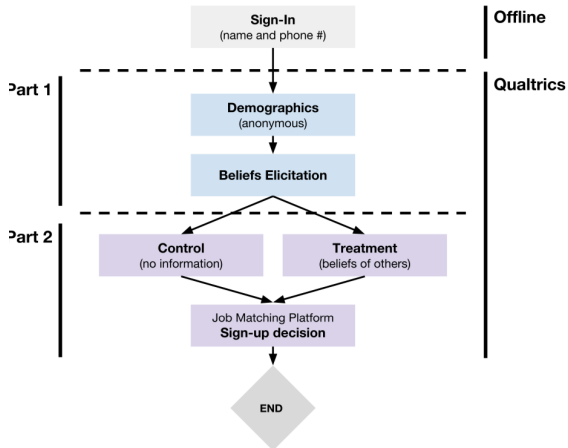 Sign-In
(name and phone #)
Offline
Part 1
Qualtrics
Demographics
(anonymous)
Beliefs Elicitation
Part 2
Control
(no information)
Treatment
(beliefs of others)
Job Matching Platform
Sign-up decision
END